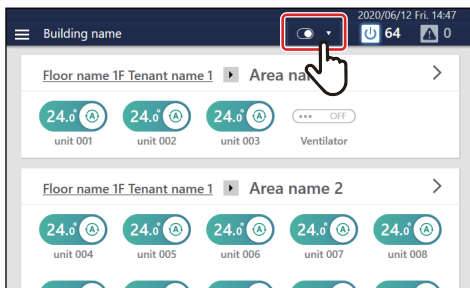 2020/06/12 Fri. 14:47
Building name 64 0
Floor name 1F Tenant name 1 Area
24.0° A 24.0° A 24.0° A OFF
unit 001 unit 002 unit 003 Ventilator
Floor name 1F Tenant name 1 Area name 2
24.0° A 24.0° A 24.0° A 24.0° A 24.0° A
unit 004 unit 005 unit 006 unit 007 unit 008